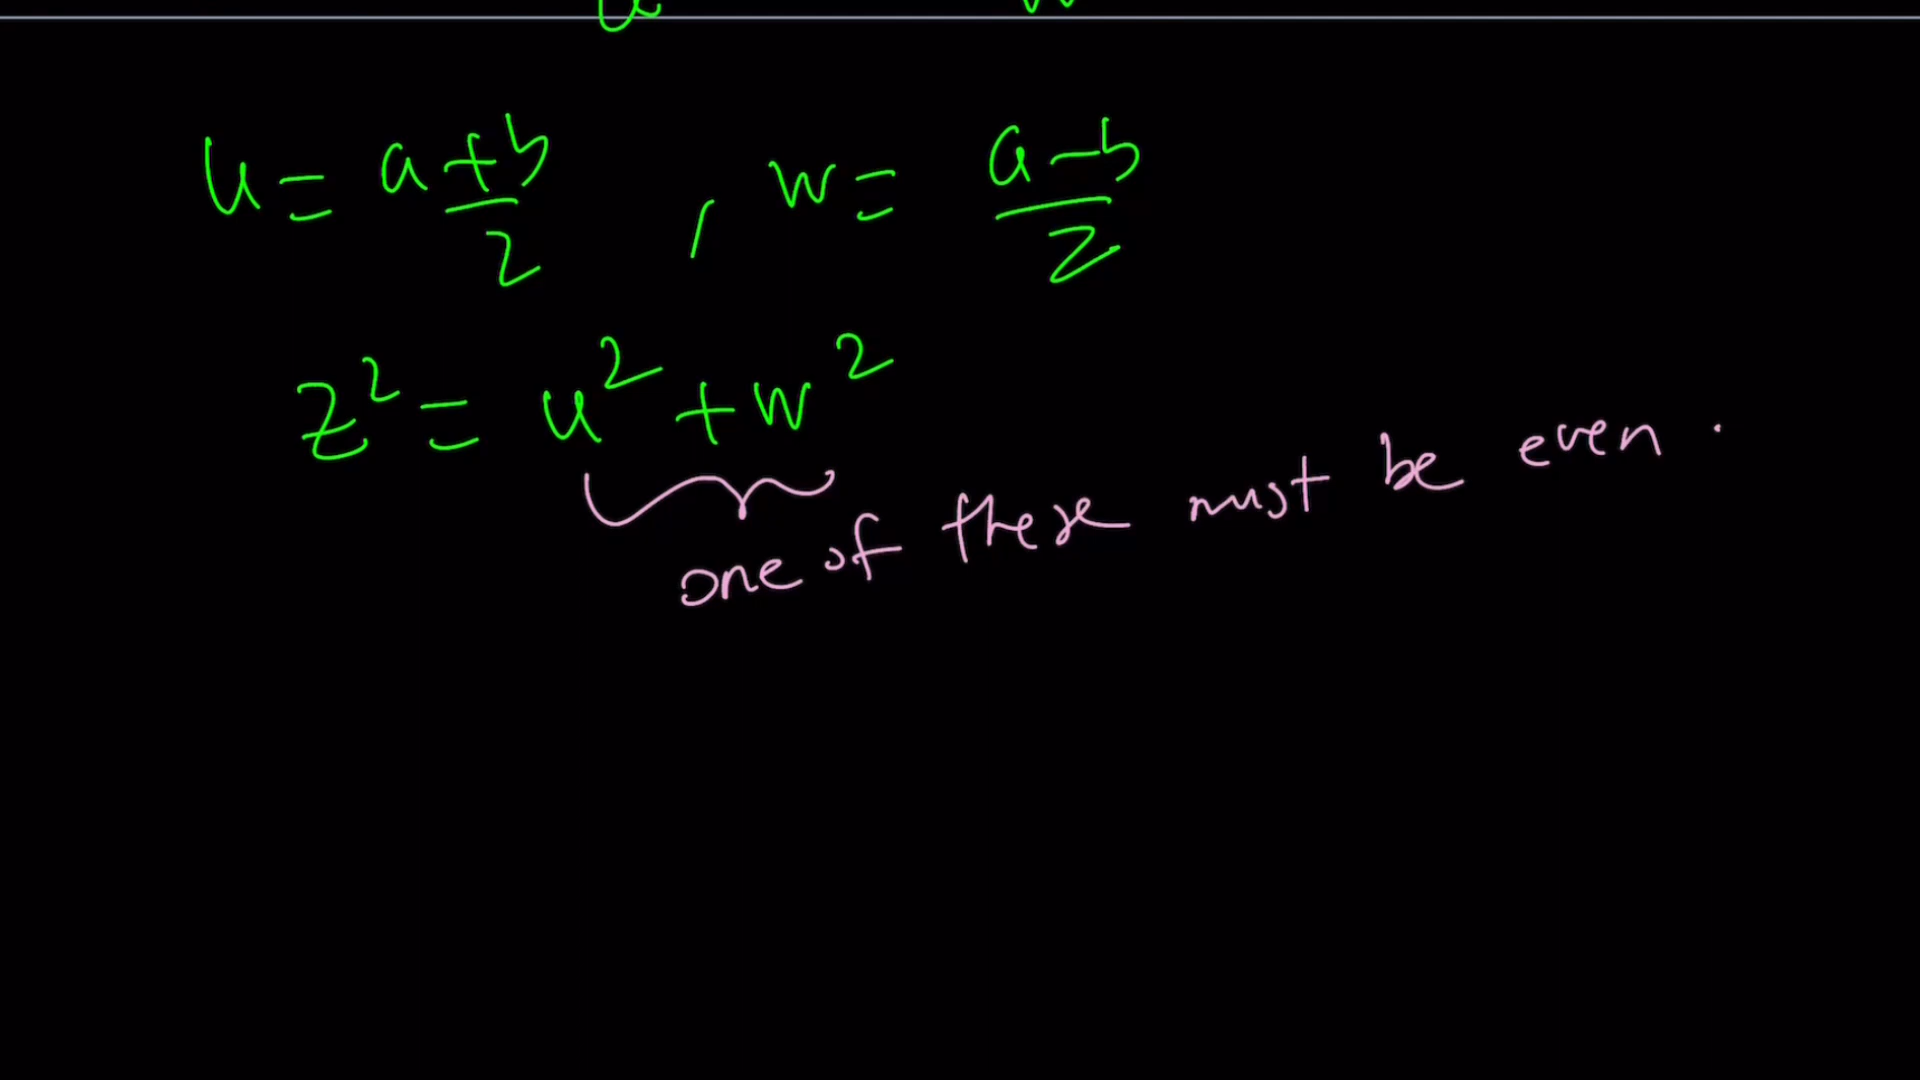 u = a+b/2 , w = a-b/2
z² = u² + w²
one of these must be even.